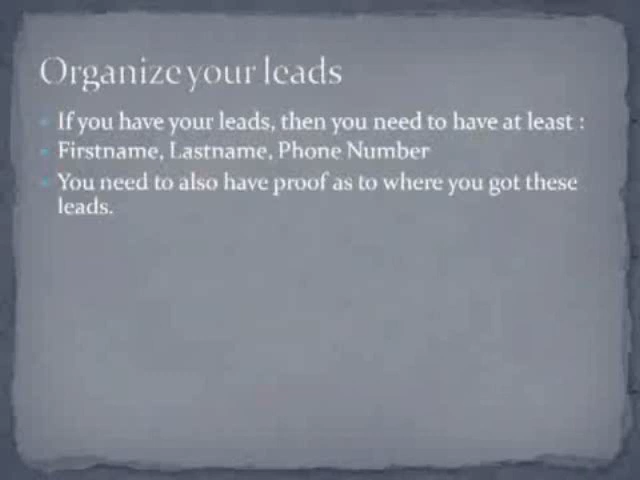 Organize your leads
If you have your leads, then you need to have at least :
Firstname, Lastname, Phone Number
You need to also have proof as to where you got these
leads.